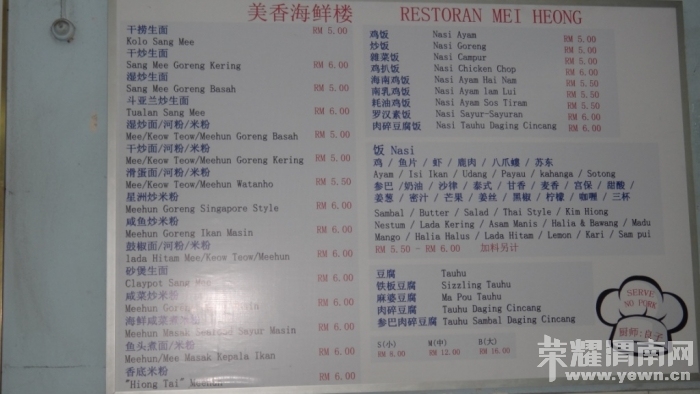 美香海鲜楼 RESTORAN MEI HEONG
干捞生面 RM 5.00
Kolo Sang Mee
干炒生面 RM 6.00
Sang Mee Goreng Kering
湿炒生面 RM 5.00
Sang Mee Goreng Basah
斗亚兰炒生面 RM 6.00
Tualan Sang Mee
湿炒面/河粉/米粉 RM 5.00
Mee/Keow Teow/Meehun Goreng Basah
干炒面/河粉/米粉 RM 6.00
Mee/Keow Teow/Meehun Goreng Kering
滑蛋面/河粉/米粉 RM 5.50
Mee/Keow Teow/Meehun Watanho
星洲炒米粉 RM 6.00
Meehun Goreng Singapore Style
咸鱼炒米粉 RM 6.00
Meehun Goreng Ikan Masin
鼓椒面/河粉/米粉 RM 6.00
lada Hitam Mee/Keow Teow/Meehun
砂煲生面 RM 6.00
Claypot Sang Mee
咸菜炒米粉 RM 6.00
Meehun
海鲜咸菜 RM 6.00
Meehun Masak Seafood Sayur Masin
鱼头煮面/米粉 RM 6.00
Meehun/Mee Masak Kepala Ikan
香底米粉 RM 6.00
"Hiong Tai" Meehun
鸡饭 Nasi Ayam RM 5.00
炒饭 Nasi Goreng RM 5.00
雜菜饭 Nasi Campur RM 5.00
鸡扒饭 Nasi Chicken Chop RM 6.00
海南鸡饭 Nasi Ayam Hai Nam RM 5.50
南乳鸡饭 Nasi Ayam lam Lui RM 5.50
蚝油鸡饭 Nasi Ayam Sos Tiram RM 5.50
罗汉素饭 Nasi Sayur-Sayuran RM 6.00
肉碎豆腐饭 Nasi Tauhu Daging Cincang RM 6.00
饭 Nasi
鸡 / 鱼片 / 虾 / 鹿肉 / 八爪螺 / 苏东
Ayam / Isi Ikan / Udang / Payau / kahanga / Sotong
参巴 /奶油 / 沙律 / 泰式 / 甘香 / 麦香 / 宫保 / 甜酸 /
姜葱 / 密汁 / 芒果 / 姜丝 / 黑椒 / 柠檬 / 咖喱 / 三杯
Sambal / Butter / Salad / Thai Style / Kim Hiong
Nestum / Lada Kering / Asam Manis / Halia & Bawang / Madu
Mango / Halia Halus / Lada Hitam / Lemon / Kari / Sam pui
RM 5.50 - RM 6.00 加料另计
豆腐 Tauhu
铁板豆腐 Sizzling Tauhu
麻婆豆腐 Ma Pou Tauhu
肉碎豆腐 Tauhu Daging Cincang
参巴肉碎豆腐 Tauhu Sambal Daging Cincang
S(小) M(中) B(大)
RM 8.00 RM 12.00 RM 16.00
SERVE
NO PORK
厨师:
荣耀渭南网
www.yewn.cn